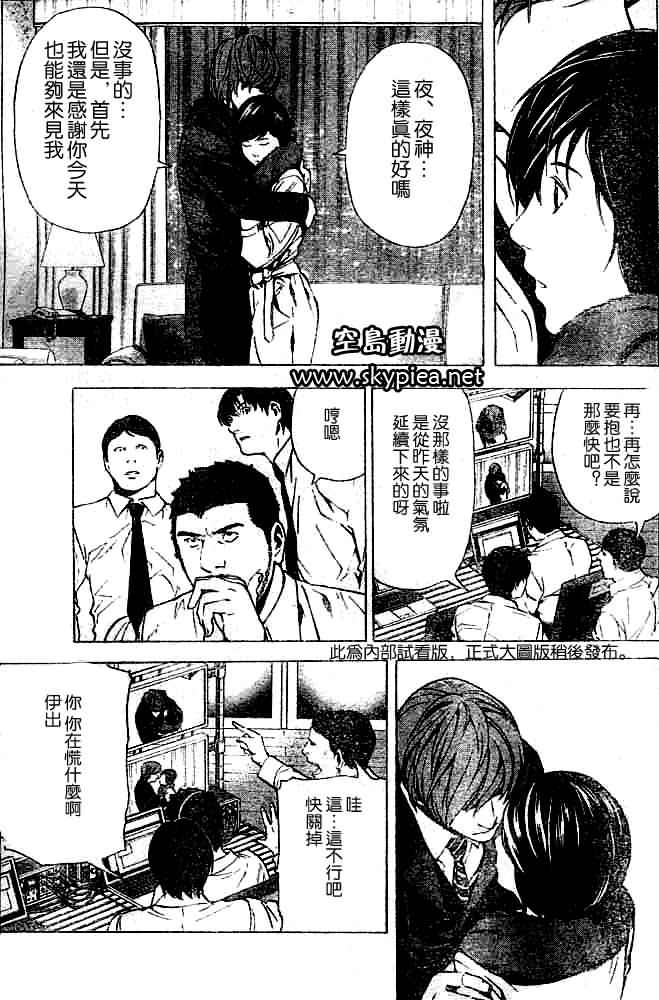 夜、夜神…
這樣眞的好嗎
沒事的…
但是，首先
我還是感謝你今天
也能夠來見我
空島動漫
www.skypiea.net
再…再怎麼說
要抱也不是
那麼快吧？
沒那樣的事啦
是從昨天的氣氛
延續下來的呀
哼嗯
此爲內部試看版，正式大圖版稍後發布。
哇
這…這不行吧
快關掉
你 你在慌什麼啊
伊出